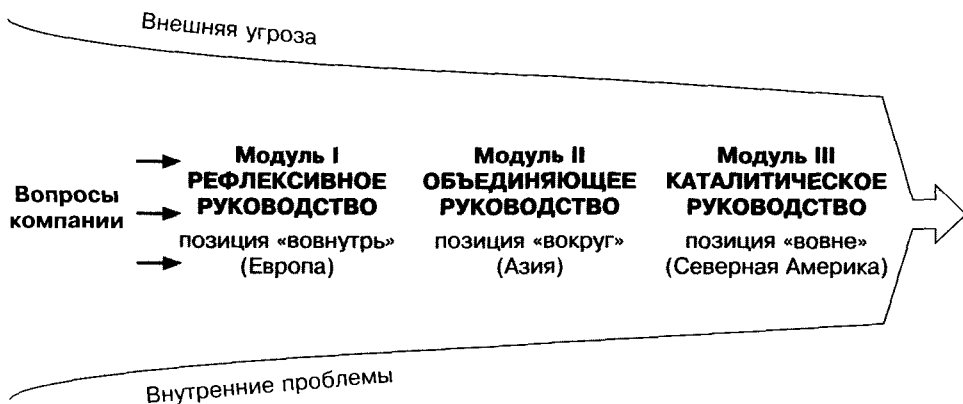 Внешняя угроза
Вопросы
компании
Модуль I
РЕФЛЕКСИВНОЕ
РУКОВОДСТВО
позиция «вовнутрь»
(Европа)
Модуль II
ОБЪЕДИНЯЮЩЕЕ
РУКОВОДСТВО
позиция «вокруг»
(Азия)
Модуль III
КАТАЛИТИЧЕСКОЕ
РУКОВОДСТВО
позиция «вовне»
(Северная Америка)
Внутренние проблемы